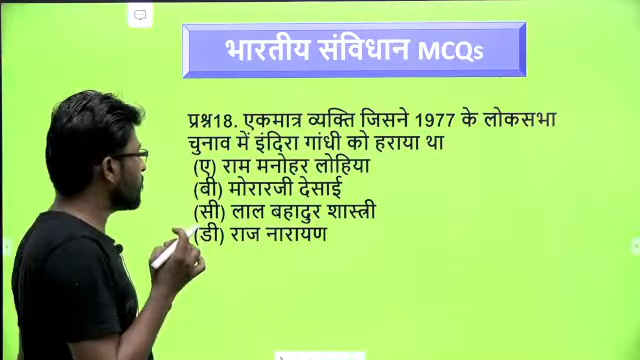 भारतीय संविधान MCQs
प्रश्न18. एकमात्र व्यक्ति जिसने 1977 के लोकसभा
चुनाव में इंदिरा गांधी को हराया था
(ए) राम मनोहर लोहिया
(बी) मोरारजी देसाई
(सी) लाल बहादुर शास्त्री
(डी) राज नारायण